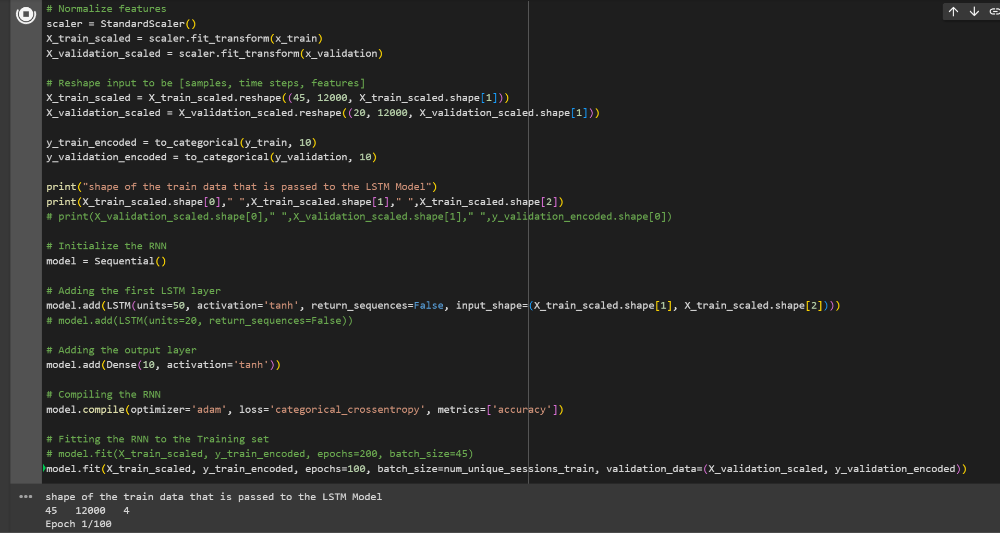 # Normalize features
scaler = StandardScaler()
X_train_scaled = scaler.fit_transform(x_train)
X_validation_scaled = scaler.fit_transform(x_validation)
# Reshape input to be [samples, time steps, features]
X_train_scaled = X_train_scaled.reshape((45, 12000, X_train_scaled.shape[1]))
X_validation_scaled = X_validation_scaled.reshape((20, 12000, X_validation_scaled.shape[1]))
y_train_encoded = to_categorical(y_train, 10)
y_validation_encoded = to_categorical(y_validation, 10)
print("shape of the train data that is passed to the LSTM Model")
print(X_train_scaled.shape[0]," ",X_train_scaled.shape[1]," ",X_train_scaled.shape[2])
# print(X_validation_scaled.shape[0]," ",X_validation_scaled.shape[1]," ",y_validation_encoded.shape[0])
# Initialize the RNN
model = Sequential()
# Adding the first LSTM layer
model.add(LSTM(units=50, activation='tanh', return_sequences=False, input_shape=(X_train_scaled.shape[1], X_train_scaled.shape[2])))
# model.add(LSTM(units=20, return_sequences=False))
# Adding the output layer
model.add(Dense(10, activation='tanh'))
# Compiling the RNN
model.compile(optimizer='adam', loss='categorical_crossentropy', metrics=['accuracy'])
# Fitting the RNN to the Training set
# model.fit(X_train_scaled, y_train_encoded, epochs=200, batch_size=45)
model.fit(X_train_scaled, y_train_encoded, epochs=100, batch_size=num_unique_sessions_train, validation_data=(X_validation_scaled, y_validation_encoded))
shape of the train data that is passed to the LSTM Model
45   12000   4
Epoch 1/100